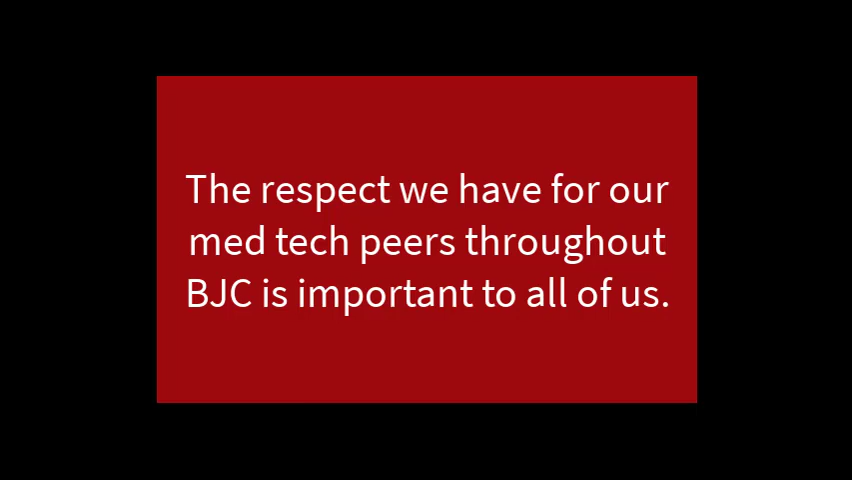 The respect we have for our
med tech peers throughout
BJC is important to all of us.